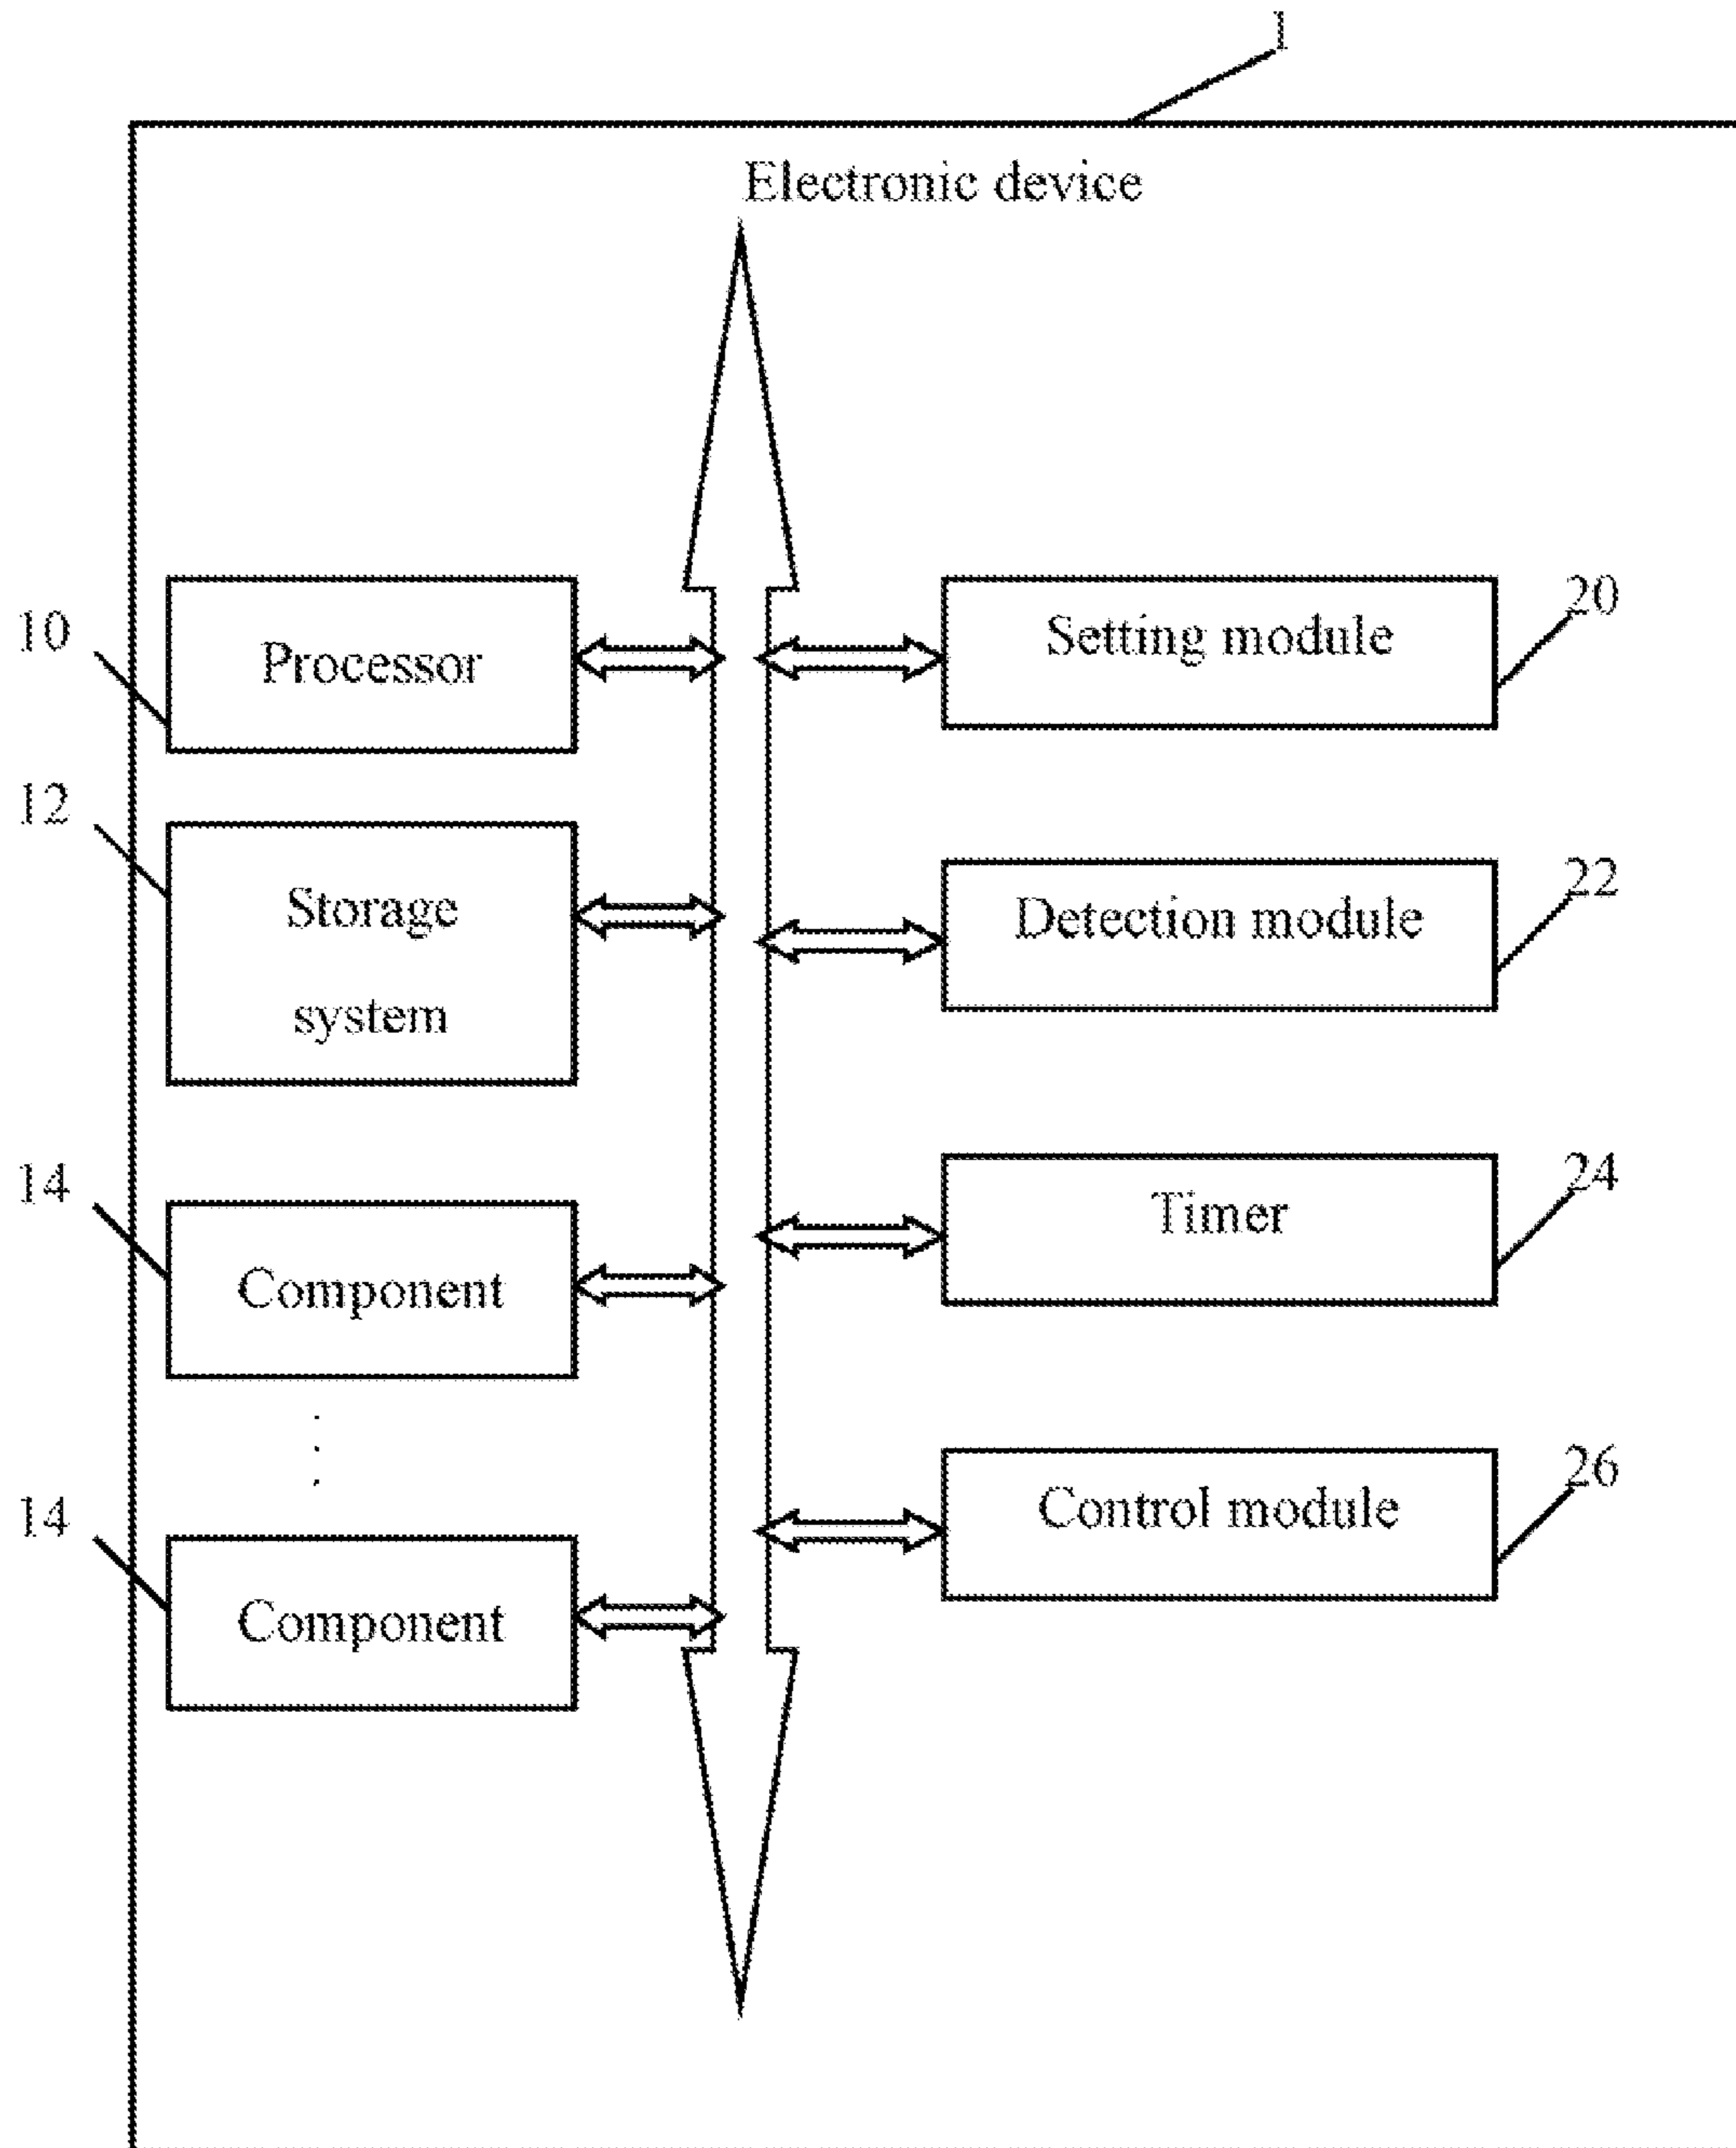 1
Electronic device
10
Processor
Setting module
20
12
Storage
system
Detection module
22
14
Component
Timer
24
14
Component
Control module
26